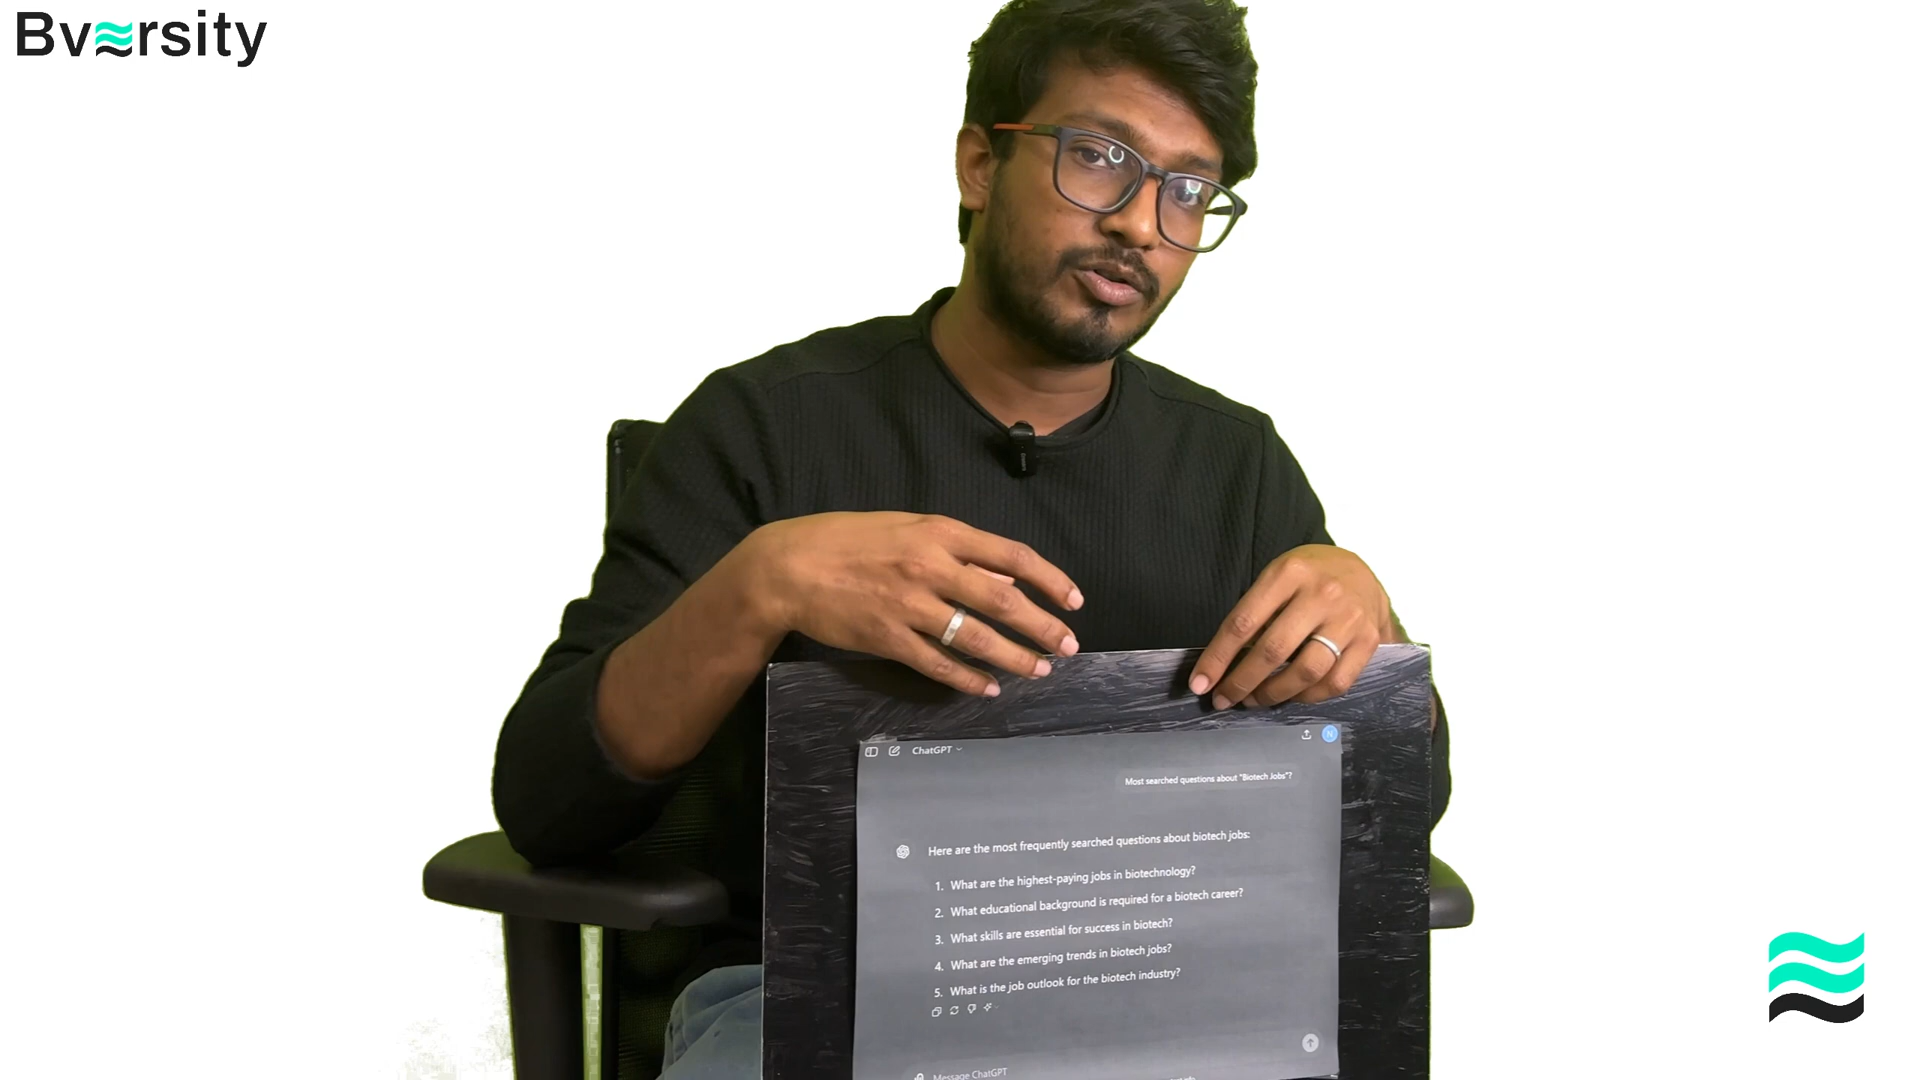 Bversity
ChatGPT
N
Most searched questions about "Biotech Jobs"?
Here are the most frequently searched questions about biotech jobs:
1. What are the highest-paying jobs in biotechnology?
2. What educational background is required for a biotech career?
3. What skills are essential for success in biotech?
4. What are the emerging trends in biotech jobs?
5. What is the job outlook for the biotech industry?
Message ChatGPT